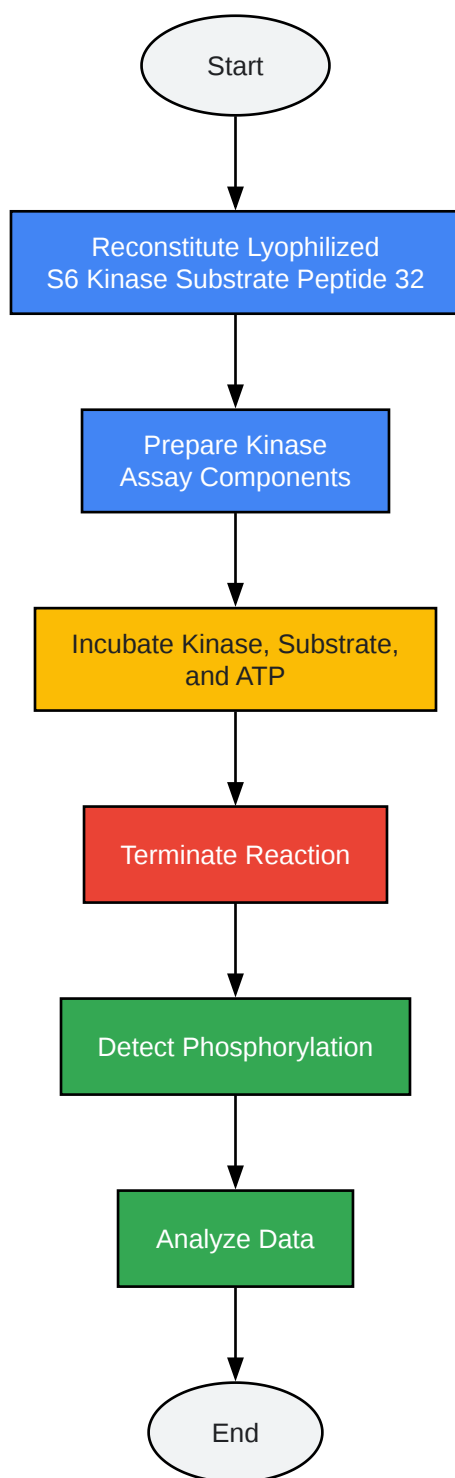 Start
Reconstitute Lyophilized
S6 Kinase Substrate Peptide 32
Prepare Kinase
Assay Components
Incubate Kinase, Substrate,
and ATP
Terminate Reaction
Detect Phosphorylation
Analyze Data
End